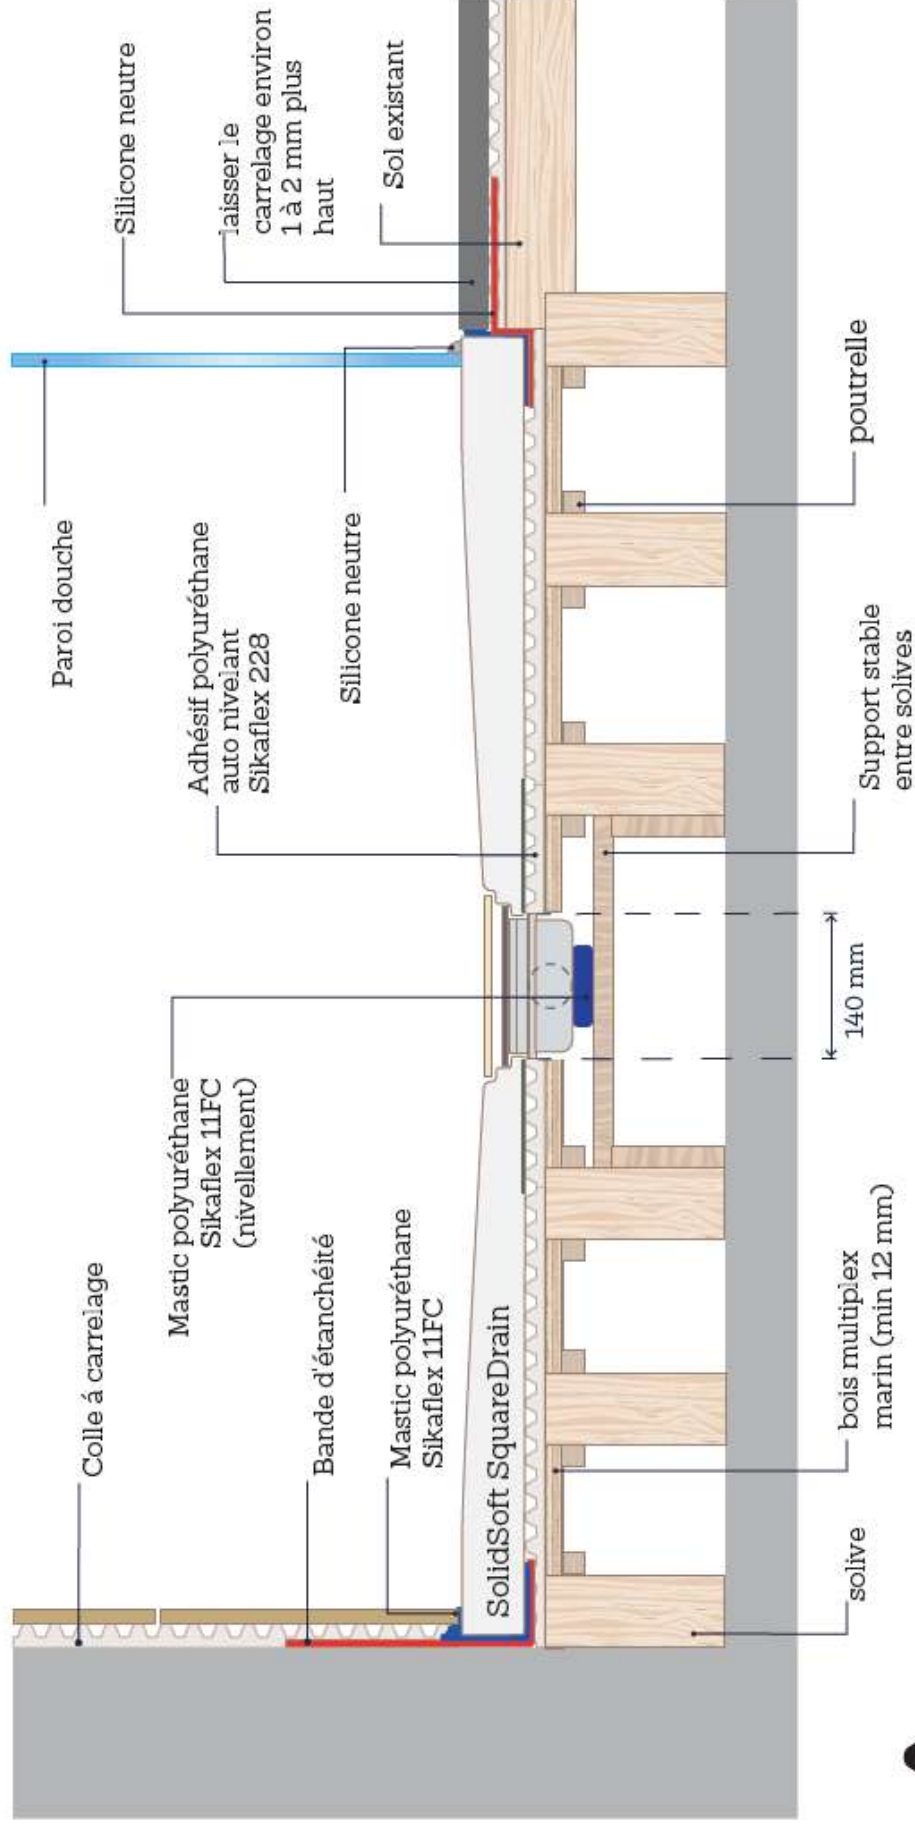 Colle á carrelage
Mastic polyuréthane
Sikaflex 11FC
(nivellement)
Bande d'étanchéité
Mastic polyuréthane
Sikaflex 11FC
Paroi douche
Adhésif polyuréthane
auto nivelant
Sikaflex 228
Silicone neutre
Silicone neutre
laisser le
carrelage environ
1 à 2 mm plus
haut
Sol existant
SolidSoft SquareDrain
solive
bois multiplex
marin (min 12 mm)
140 mm
Support stable
entre solives
poutrelle